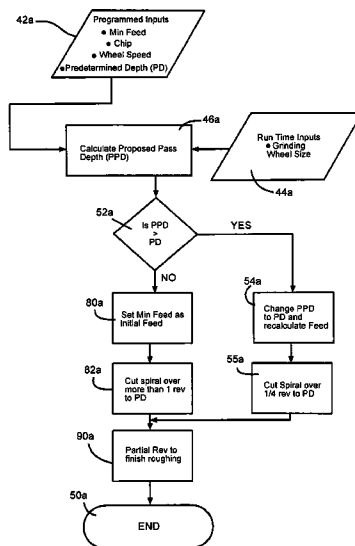 42a
Programmed Inputs
● Min Feed
● Chip
● Wheel Speed
●Predetermined Depth (PD)
46a
Calculate Proposed Pass
Depth (PPD)
Run Time Inputs
● Grinding
Wheel Size
44a
52a
Is PPD
>
PD
YES
NO
80a
Set Min Feed as
Initial Feed
54a
Change PPD
to PD and
recalculate Feed
82a
Cut spiral over
more than 1 rev
to PD
55a
Cut Spiral over
1/4 rev to PD
90a
Partial Rev to
finish roughing
50a
END